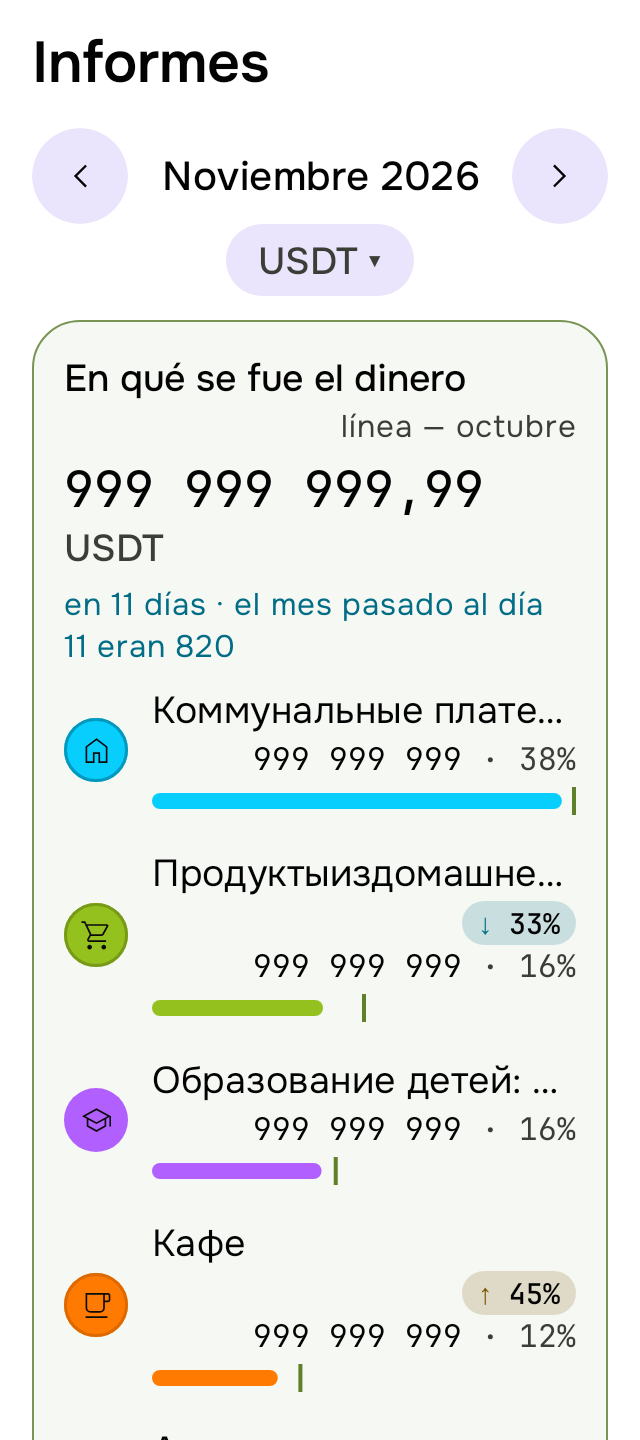 Informes
Noviembre 2026
USDT ▾
En qué se fue el dinero
línea — octubre
999 999 999,99
USDT
en 11 días · el mes pasado al día
11 eran 820
Коммунальные плате...
999 999 999 · 38%
Продуктыиздомашне...
↓ 33%
999 999 999 · 16%
Образование детей: ...
999 999 999 · 16%
Кафе
↑ 45%
999 999 999 · 12%